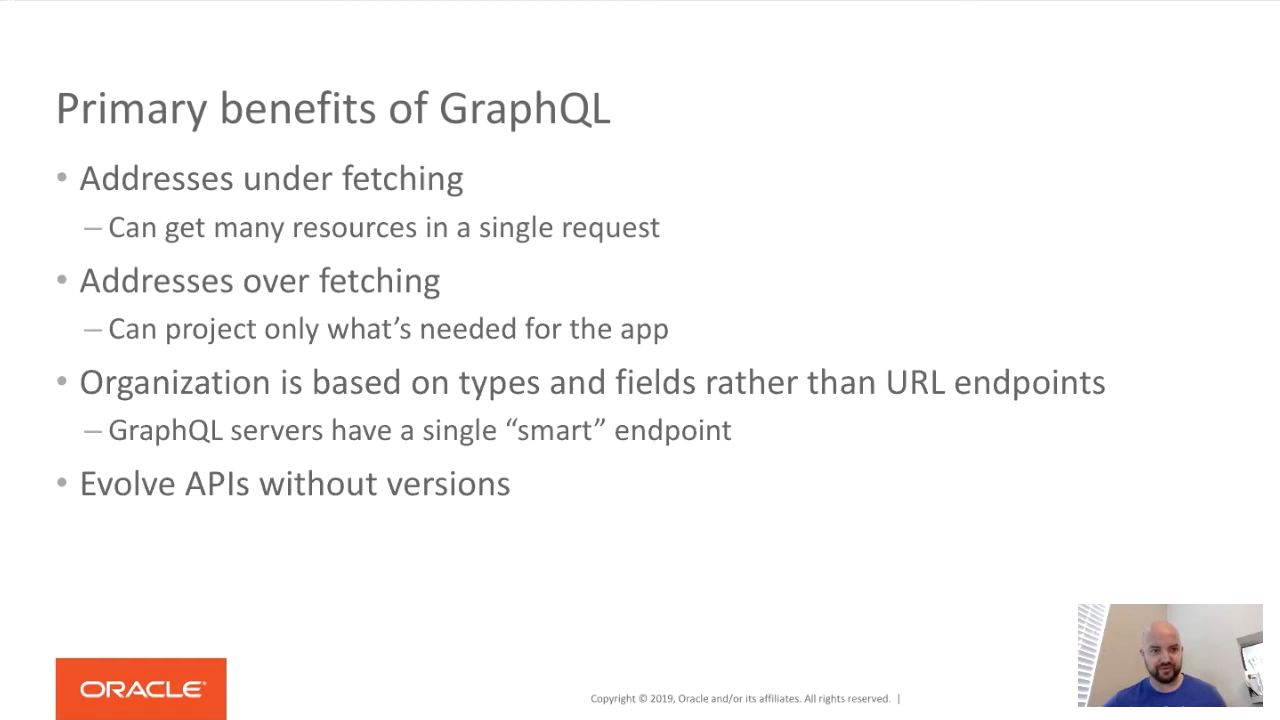 Primary benefits of GraphQL
• Addresses under fetching
– Can get many resources in a single request
• Addresses over fetching
– Can project only what’s needed for the app
• Organization is based on types and fields rather than URL endpoints
– GraphQL servers have a single “smart” endpoint
• Evolve APIs without versions
ORACLE®
Copyright © 2019, Oracle and/or its affiliates. All rights reserved. |